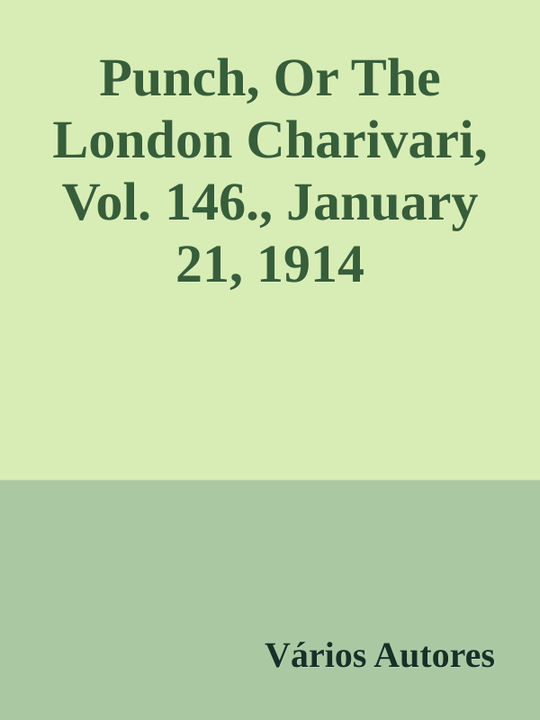 Punch, Or The
London Charivari,
Vol. 146., January
21, 1914
Vários Autores